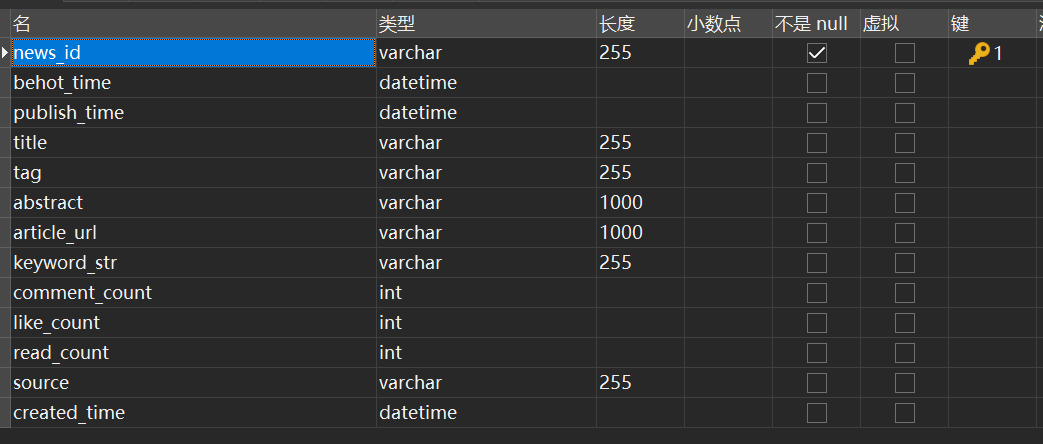 名 类型 长度 小数点 不是 null 虚拟 键
news_id varchar 255 1
behot_time datetime
publish_time datetime
title varchar 255
tag varchar 255
abstract varchar 1000
article_url varchar 1000
keyword_str varchar 255
comment_count int
like_count int
read_count int
source varchar 255
created_time datetime